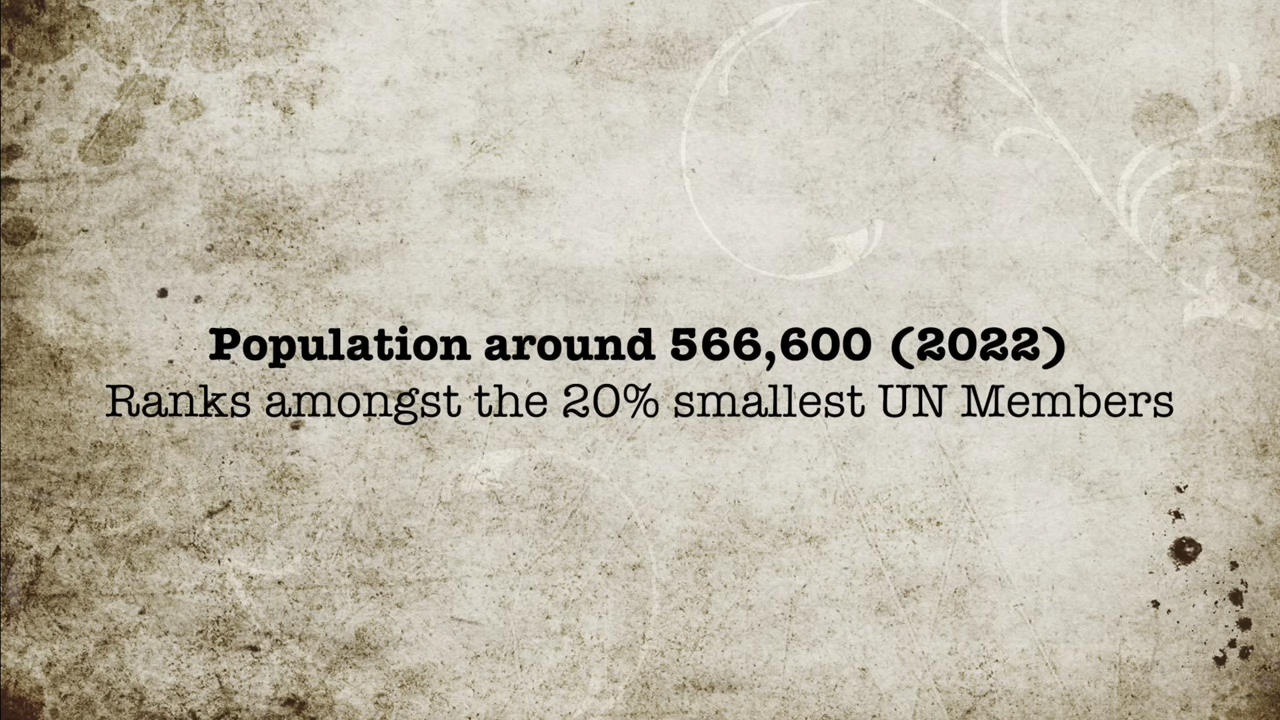 Population around 566,600 (2022)
Ranks amongst the 20% smallest UN Members